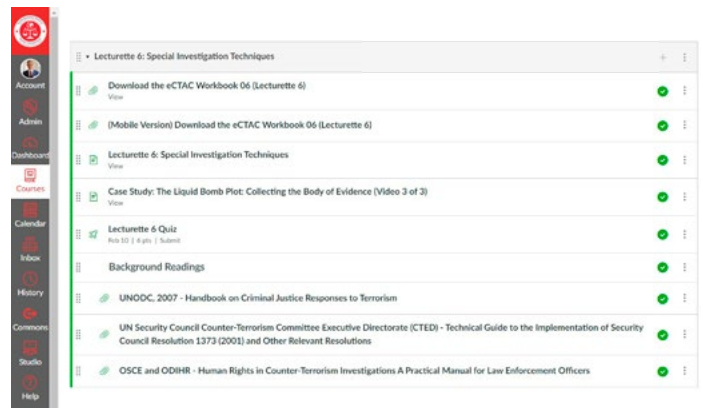 Account
Admin
Dashboard
Courses
Calendar
Inbox
History
Commons
Studio
Help
Lecturette 6: Special Investigation Techniques
Download the eCTAC Workbook 06 (Lecturette 6)
View
(Mobile Version) Download the eCTAC Workbook 06 (Lecturette 6)
Lecturette 6: Special Investigation Techniques
View
Case Study: The Liquid Bomb Plot: Collecting the Body of Evidence (Video 3 of 3)
View
Lecturette 6 Quiz
Feb 10 | 6 pts | Submit
Background Readings
UNODC, 2007 - Handbook on Criminal Justice Responses to Terrorism
UN Security Council Counter-Terrorism Committee Executive Directorate (CTED) - Technical Guide to the Implementation of Security
Council Resolution 1373 (2001) and Other Relevant Resolutions
OSCE and ODIHR - Human Rights in Counter-Terrorism Investigations A Practical Manual for Law Enforcement Officers